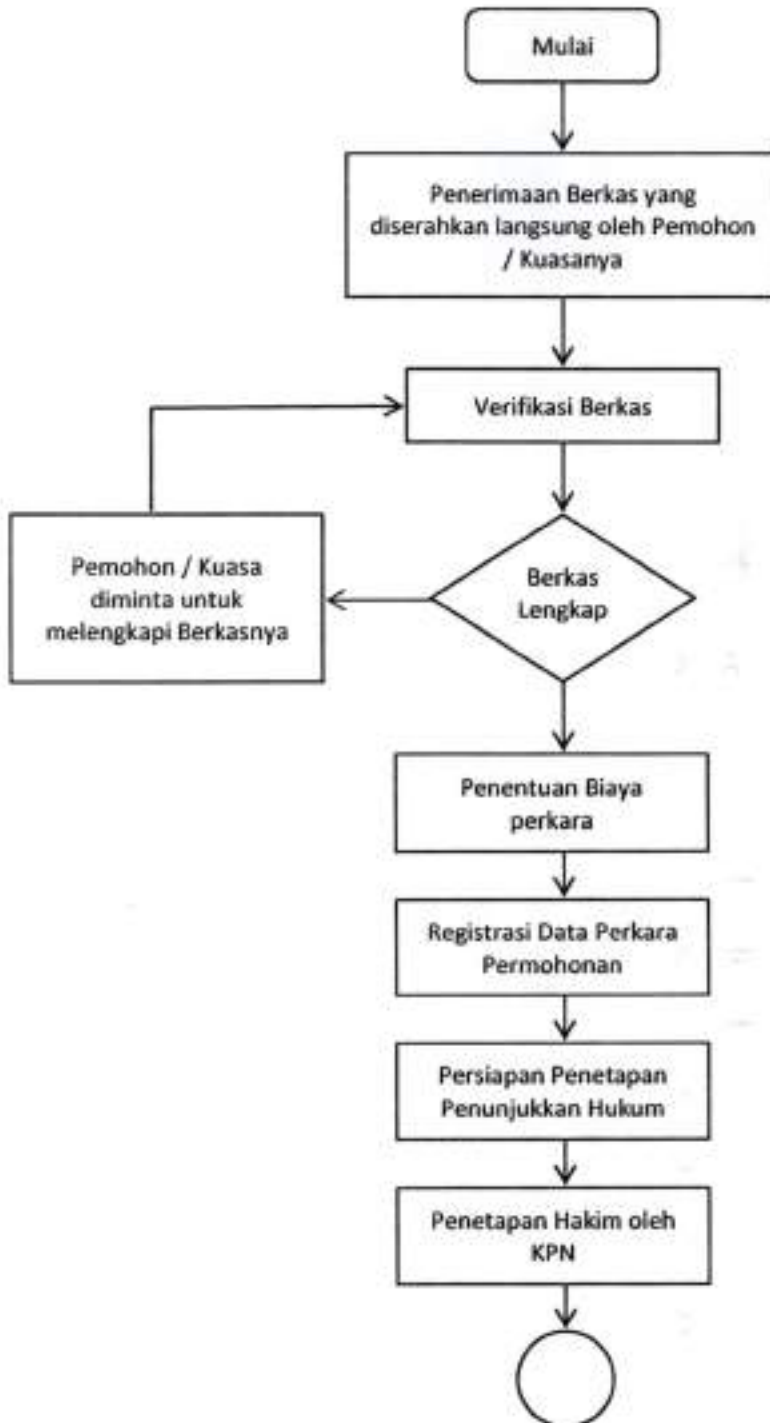 Mulai
Penerimaan Berkas yang
diserahkan langsung oleh Pemohon
/ Kuasanya
Verifikasi Berkas
Pemohon / Kuasa
diminta untuk
melengkapi Berkasnya
Berkas
Lengkap
Penentuan Biaya
perkara
Registrasi Data Perkara
Permohonan
Persiapan Penetapan
Penunjukkan Hukum
Penetapan Hakim oleh
KPN